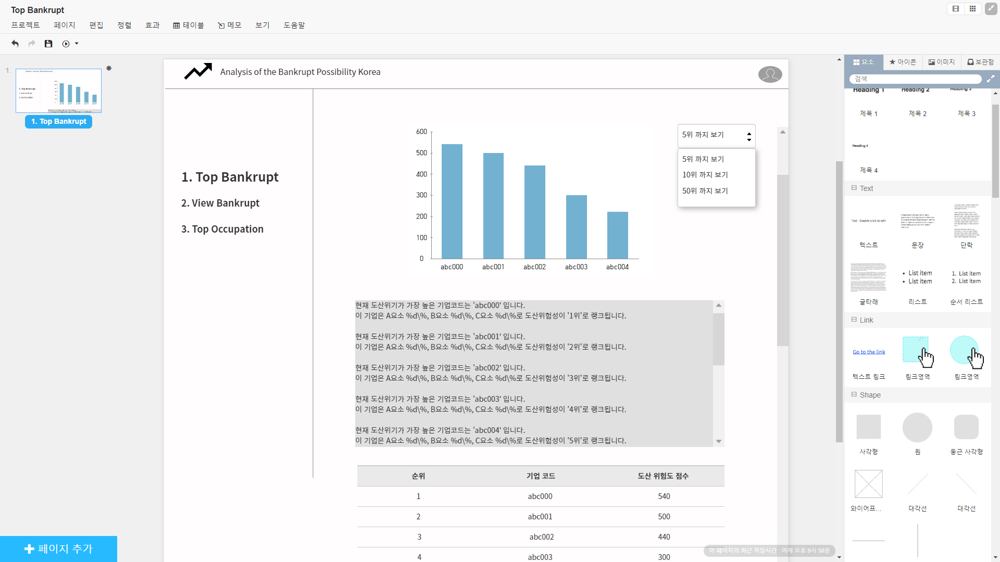 Top Bankrupt
프로젝트 페이지 편집 정렬 효과 테이블 메모 보기 도움말
1.
1. Top Bankrupt
페이지 추가
Analysis of the Bankrupt Possibility Korea
1. Top Bankrupt
2. View Bankrupt
3. Top Occupation
600
500
400
300
200
100
0
abc000 abc001 abc002 abc003 abc004
5위 까지 보기
5위 까지 보기
10위 까지 보기
50위 까지 보기
현재 도산위기가 가장 높은 기업코드는 'abc000' 입니다.
이 기업은 A요소 %d\%, B요소 %d\%, C요소 %d\%로 도산위험성이 '1위'로 랭크됩니다.
현재 도산위기가 가장 높은 기업코드는 'abc001' 입니다.
이 기업은 A요소 %d\%, B요소 %d\%, C요소 %d\%로 도산위험성이 '2위'로 랭크됩니다.
현재 도산위기가 가장 높은 기업코드는 'abc002' 입니다.
이 기업은 A요소 %d\%, B요소 %d\%, C요소 %d\%로 도산위험성이 '3위'로 랭크됩니다.
현재 도산위기가 가장 높은 기업코드는 'abc003' 입니다.
이 기업은 A요소 %d\%, B요소 %d\%, C요소 %d\%로 도산위험성이 '4위'로 랭크됩니다.
현재 도산위기가 가장 높은 기업코드는 'abc004' 입니다.
이 기업은 A요소 %d\%, B요소 %d\%, C요소 %d\%로 도산위험성이 '5위'로 랭크됩니다.
순위 기업 코드 도산 위험도 점수
1 abc000 540
2 abc001 500
3 abc002 440
4 abc003 300
이 페이지의 최근 저장시간 : 어제 오후 9시 50분
요소 아이콘 이미지 보관함
검색
Heading 1 Heading 2 Heading 3
제목 1 제목 2 제목 3
Heading 4
제목 4
Text
Text - Double click to edit
텍스트 문장 단락
List item 1. List item
List item 2. List item
글타래 리스트 순서 리스트
Link
Go to the link
텍스트 링크 링크영역 링크영역
Shape
사각형 원 둥근 사각형
와이어프... 대각선 대각선